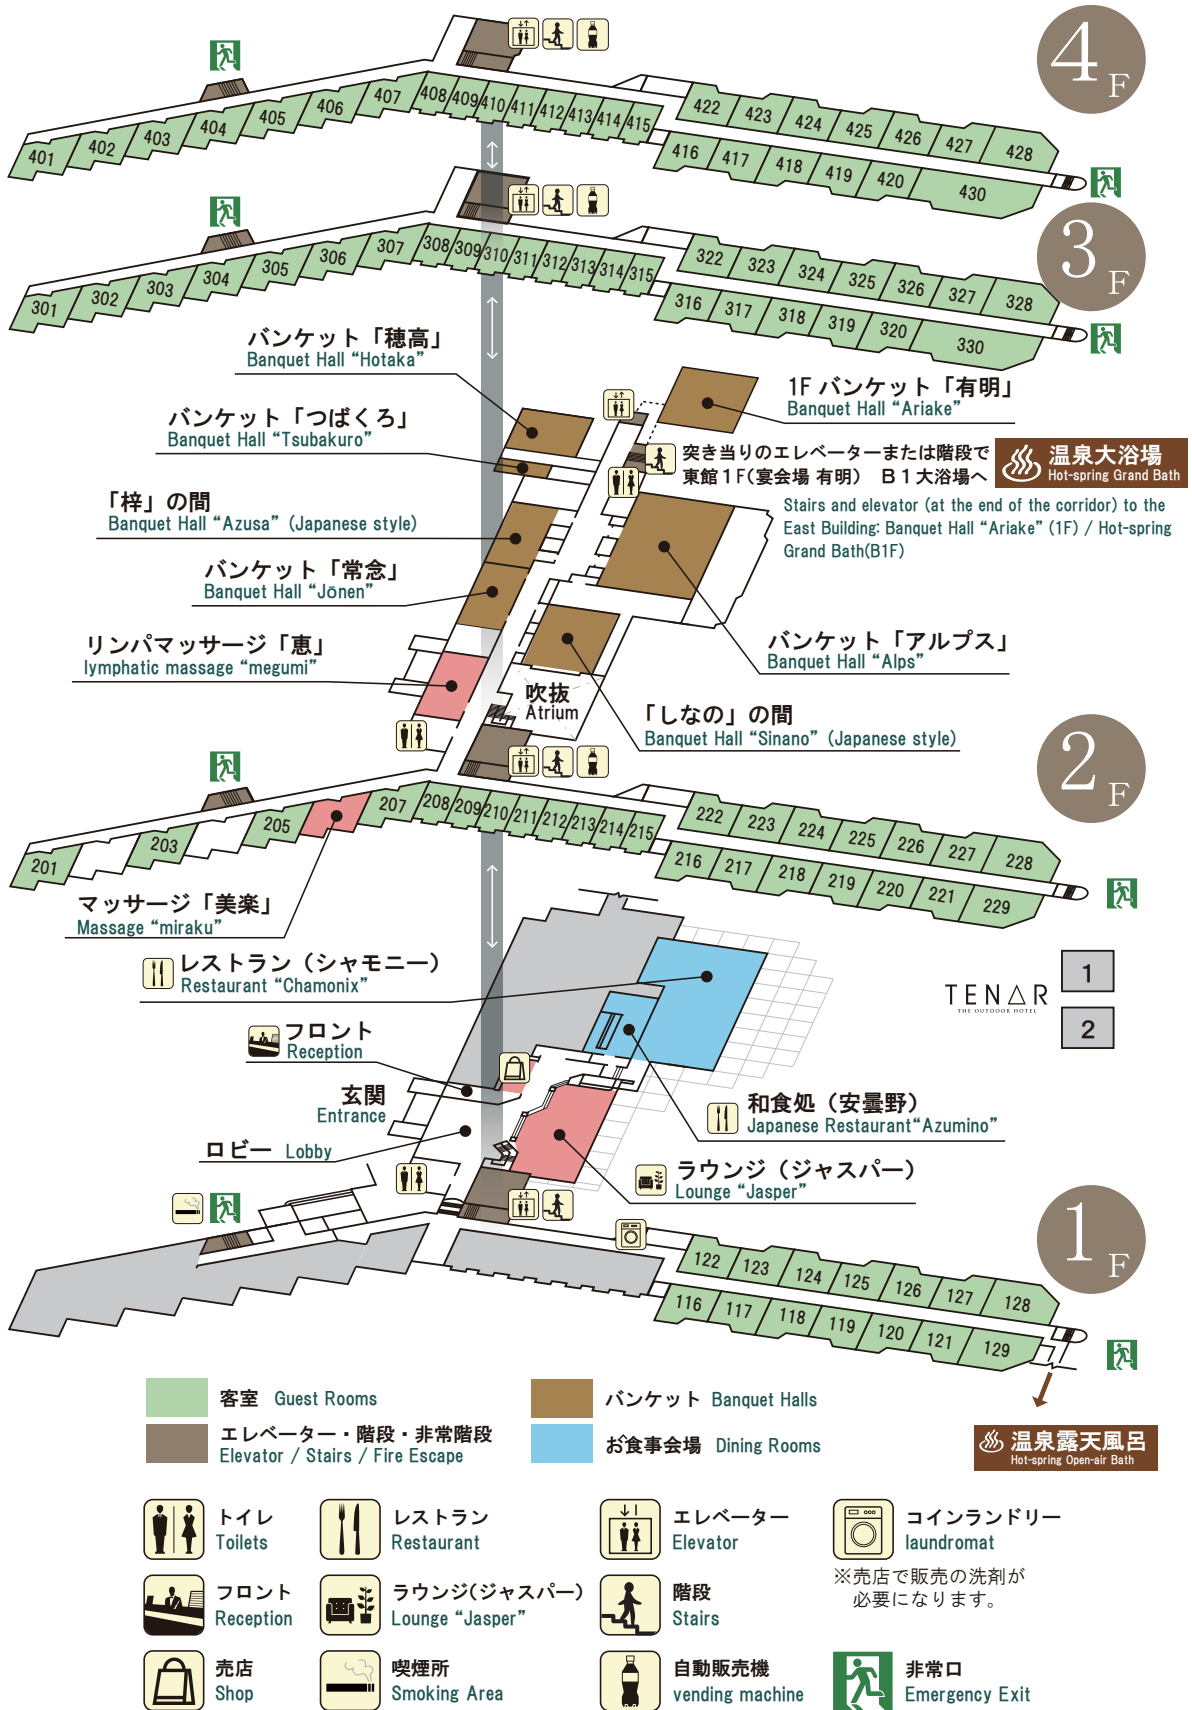 4F
401 402 403 404 405 406 407 408 409 410 411 412 413 414 415
422 423 424 425 426 427 428
416 417 418 419 420 430
3F
301 302 303 304 305 306 307 308 309 310 311 312 313 314 315
322 323 324 325 326 327 328
316 317 318 319 320 330
バンケット「穂高」
Banquet Hall “Hotaka”
1F バンケット「有明」
Banquet Hall “Ariake”
バンケット「つばくろ」
Banquet Hall “Tsubakuro”
突き当りのエレベーターまたは階段で
東館1F(宴会場 有明) B1大浴場へ
温泉大浴場
Hot-spring Grand Bath
Stairs and elevator (at the end of the corridor) to the
East Building: Banquet Hall “Ariake” (1F) / Hot-spring
Grand Bath(B1F)
「梓」の間
Banquet Hall “Azusa” (Japanese style)
バンケット「常念」
Banquet Hall “Jōnen”
リンパマッサージ「恵」
lymphatic massage “megumi”
バンケット「アルプス」
Banquet Hall “Alps”
吹抜
Atrium
「しなの」の間
Banquet Hall “Sinano” (Japanese style)
2F
201 203 205 207 208 209 210 211 212 213 214 215
222 223 224 225 226 227 228
216 217 218 219 220 221 229
マッサージ「美楽」
Massage “miraku”
レストラン（シャモニー）
Restaurant “Chamonix”
TENAR
THE OUTDOOR HOTEL
1
2
フロント
Reception
玄関
Entrance
和食処（安曇野）
Japanese Restaurant“Azumino”
ロビー Lobby
ラウンジ（ジャスパー）
Lounge “Jasper”
1F
122 123 124 125 126 127 128
116 117 118 119 120 121 129
客室 Guest Rooms
バンケット Banquet Halls
エレベーター・階段・非常階段
Elevator / Stairs / Fire Escape
お食事会場 Dining Rooms
温泉露天風呂
Hot-spring Open-air Bath
トイレ
Toilets
レストラン
Restaurant
エレベーター
Elevator
コインランドリー
laundromat
※売店で販売の洗剤が
必要になります。
フロント
Reception
ラウンジ(ジャスパー)
Lounge “Jasper”
階段
Stairs
売店
Shop
喫煙所
Smoking Area
自動販売機
vending machine
非常口
Emergency Exit